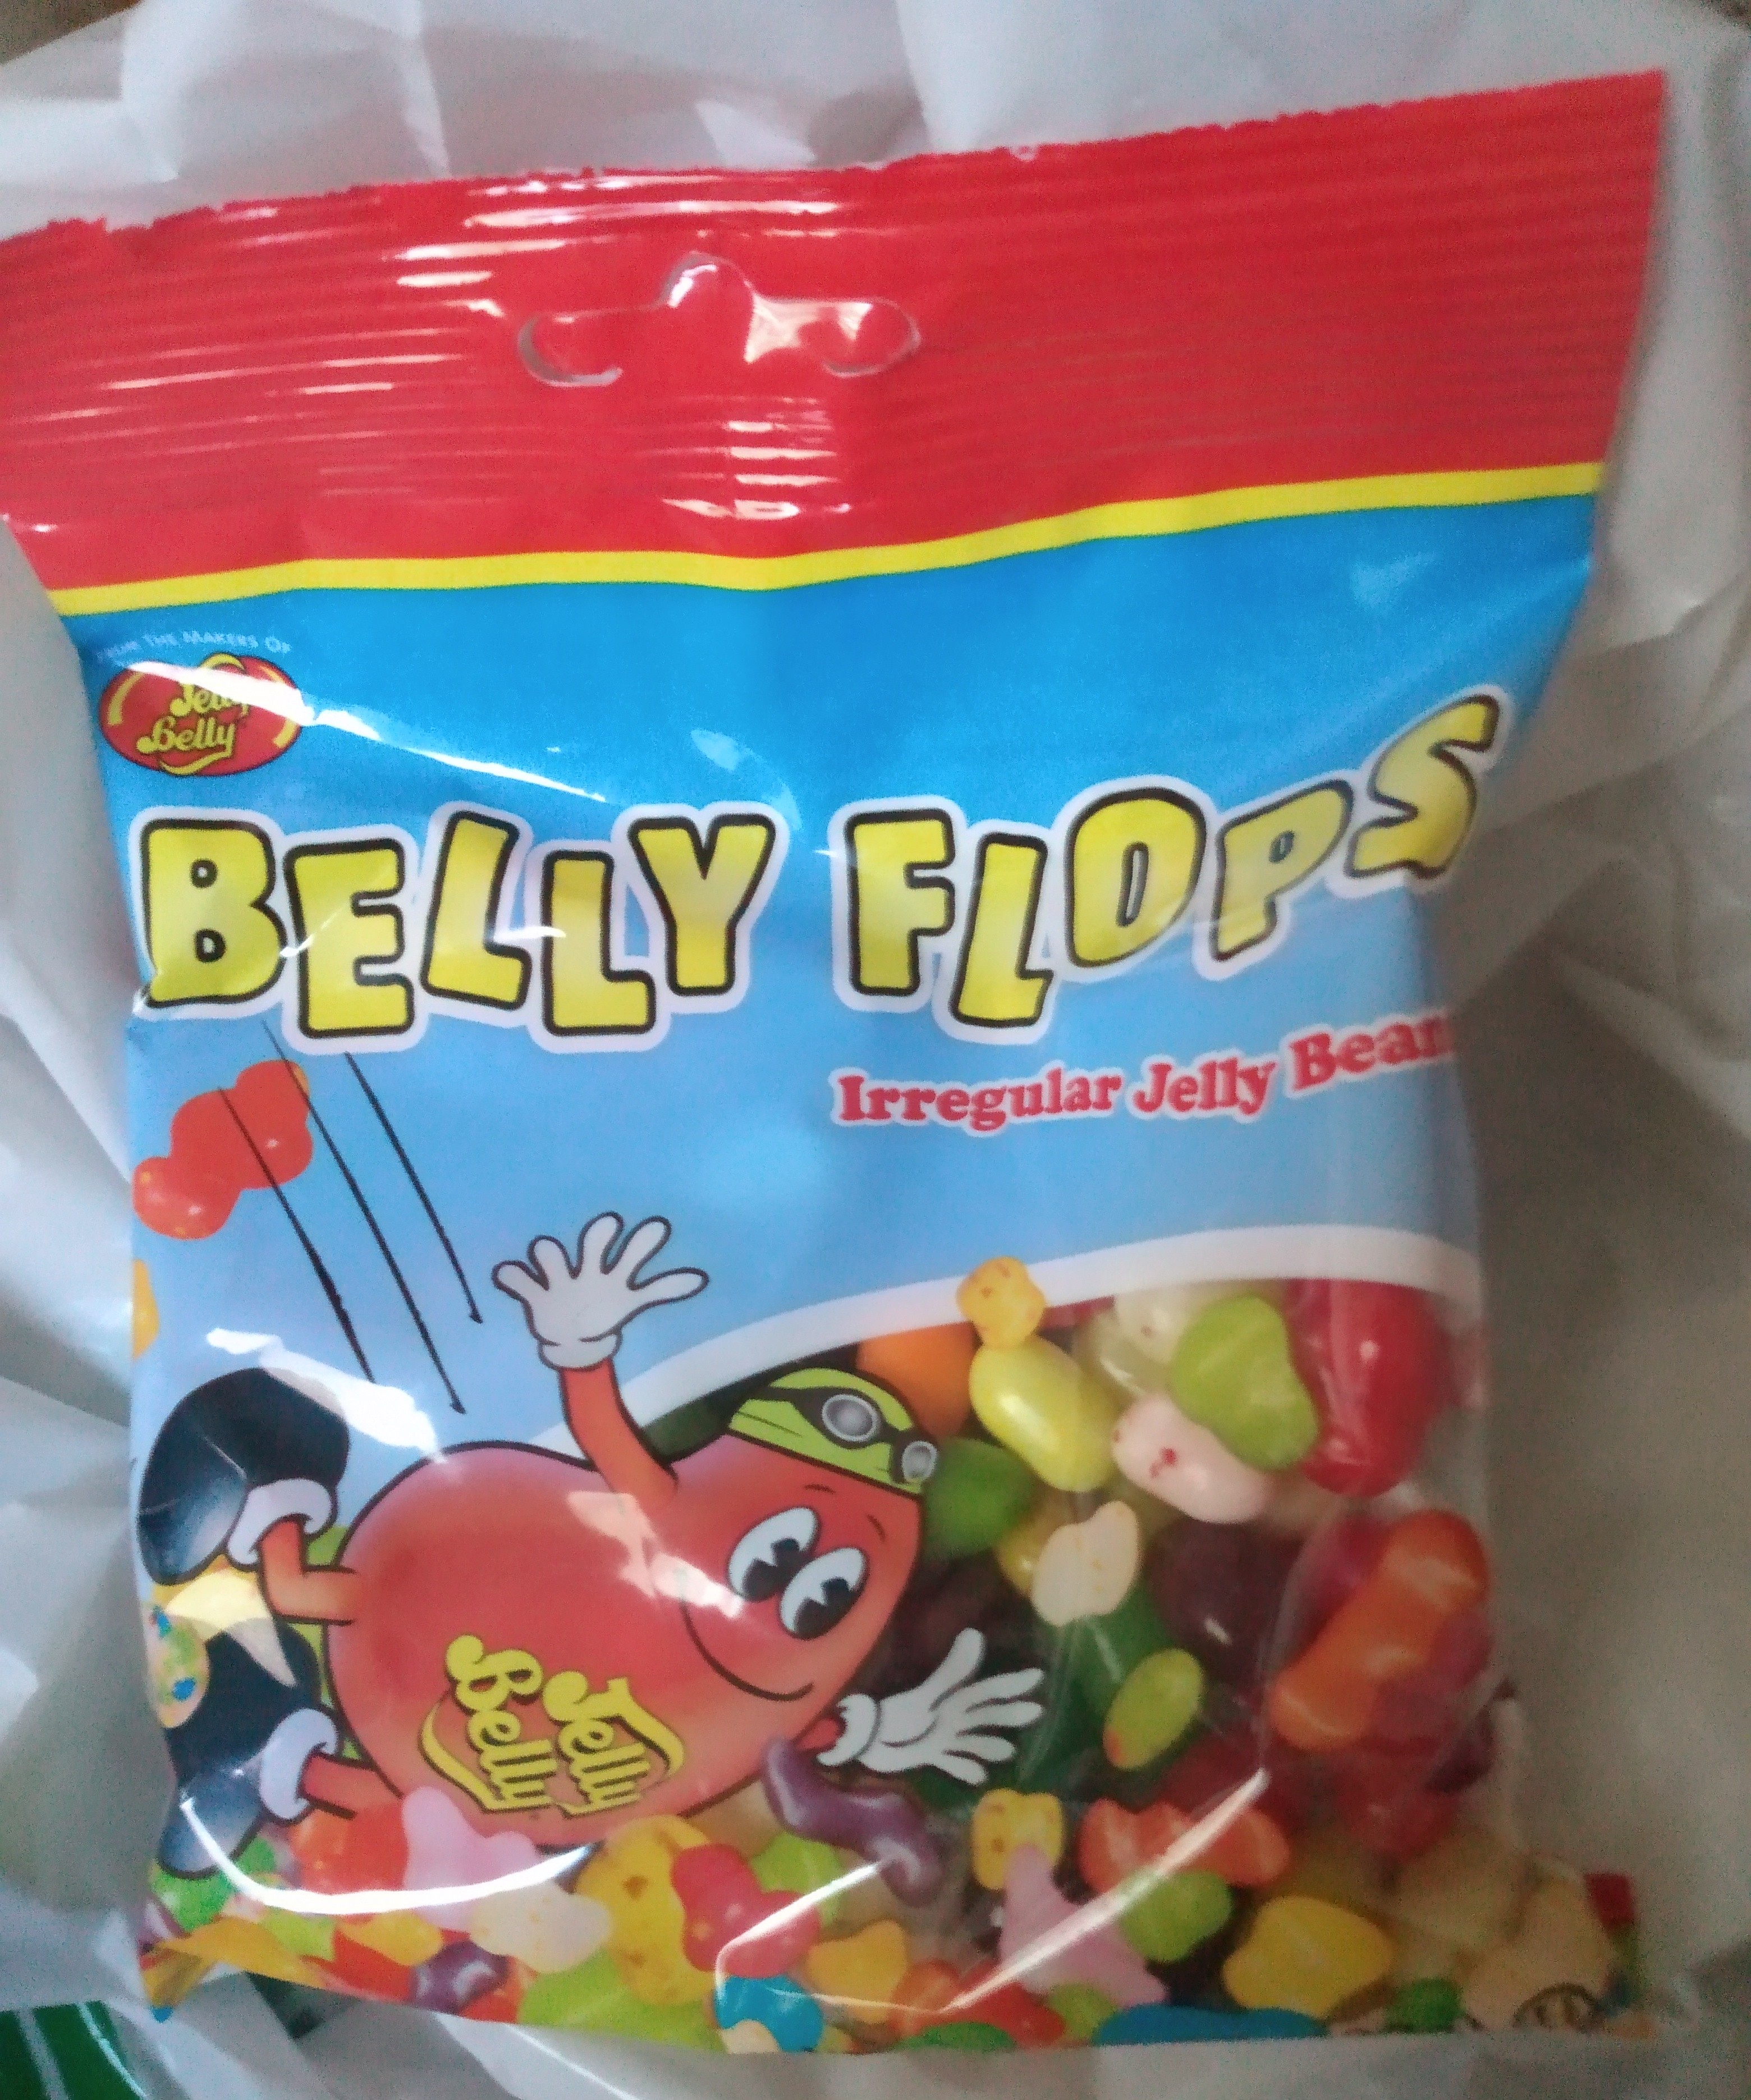 FROM THE MAKERS OF
Jelly
Belly
BELLY FLOPS
Irregular Jelly Bean
Jelly
Belly